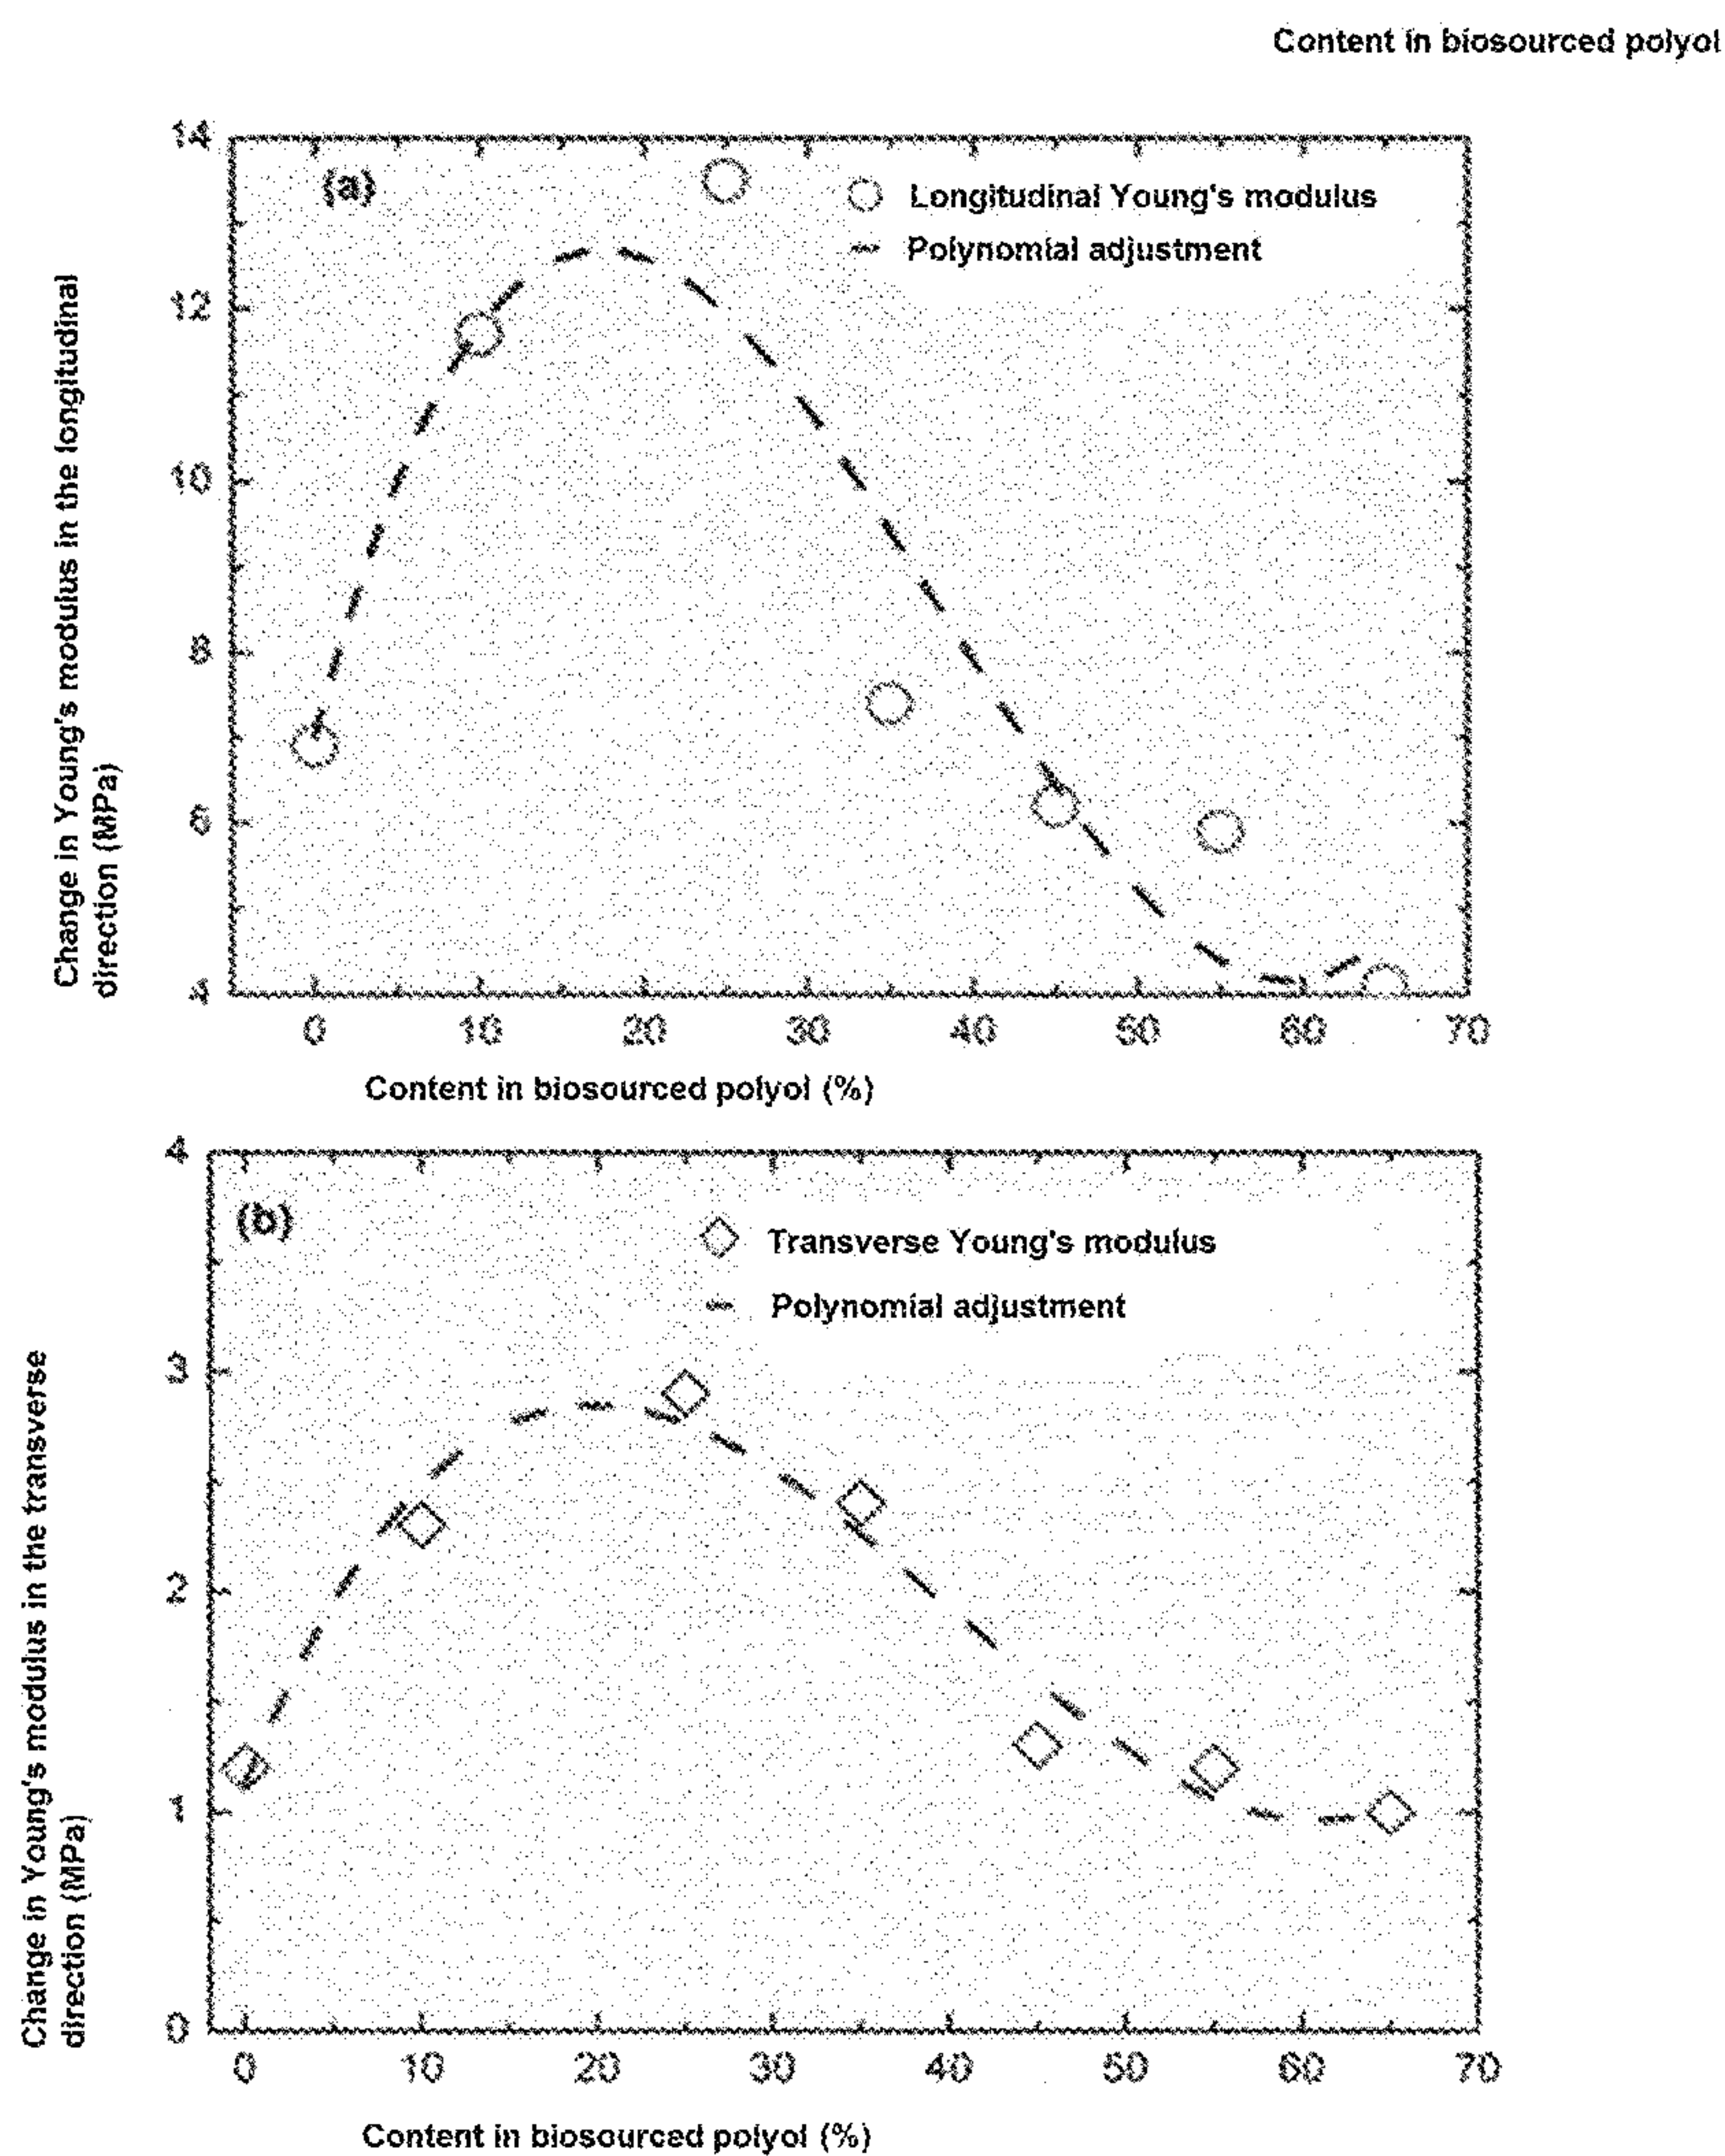 Content in biosourced polyol
Change in Young's modulus in the longitudinal
direction (MPa)
14
12
10
8
6
4
(a)
Longitudinal Young's modulus
Polynomial adjustment
0 10 20 30 40 50 60 70
Content in biosourced polyol (%)
Change in Young's modulus in the transverse
direction (MPa)
4
3
2
1
0
(b)
Transverse Young's modulus
Polynomial adjustment
0 10 20 30 40 50 60 70
Content in biosourced polyol (%)